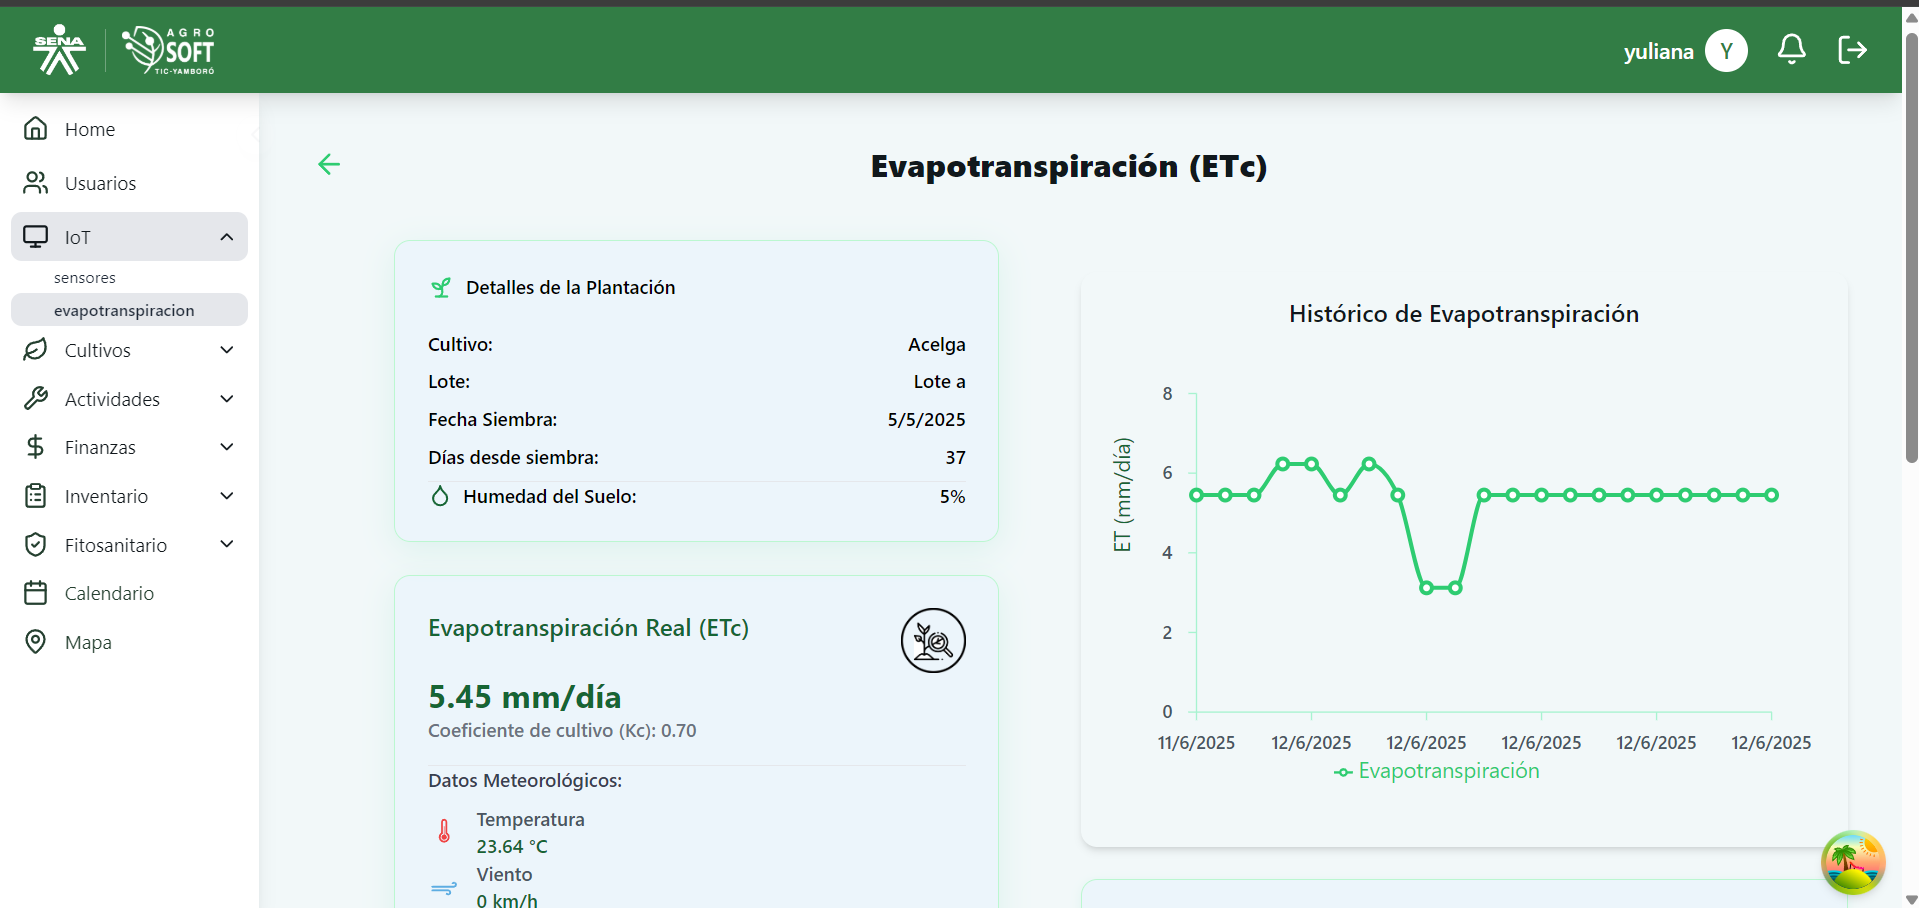 SENA
AGRO
SOFT
TIC-YAMBORÓ
yuliana
Y
Home
Usuarios
IoT
sensores
evapotranspiracion
Cultivos
Actividades
Finanzas
Inventario
Fitosanitario
Calendario
Mapa
Evapotranspiración (ETc)
Detalles de la Plantación
Cultivo: Acelga
Lote: Lote a
Fecha Siembra: 5/5/2025
Días desde siembra: 37
Humedad del Suelo: 5%
Evapotranspiración Real (ETc)
5.45 mm/día
Coeficiente de cultivo (Kc): 0.70
Datos Meteorológicos:
Temperatura
23.64 °C
Viento
0 km/h
Histórico de Evapotranspiración
ET (mm/día)
8
6
4
2
0
11/6/2025 12/6/2025 12/6/2025 12/6/2025 12/6/2025 12/6/2025
Evapotranspiración